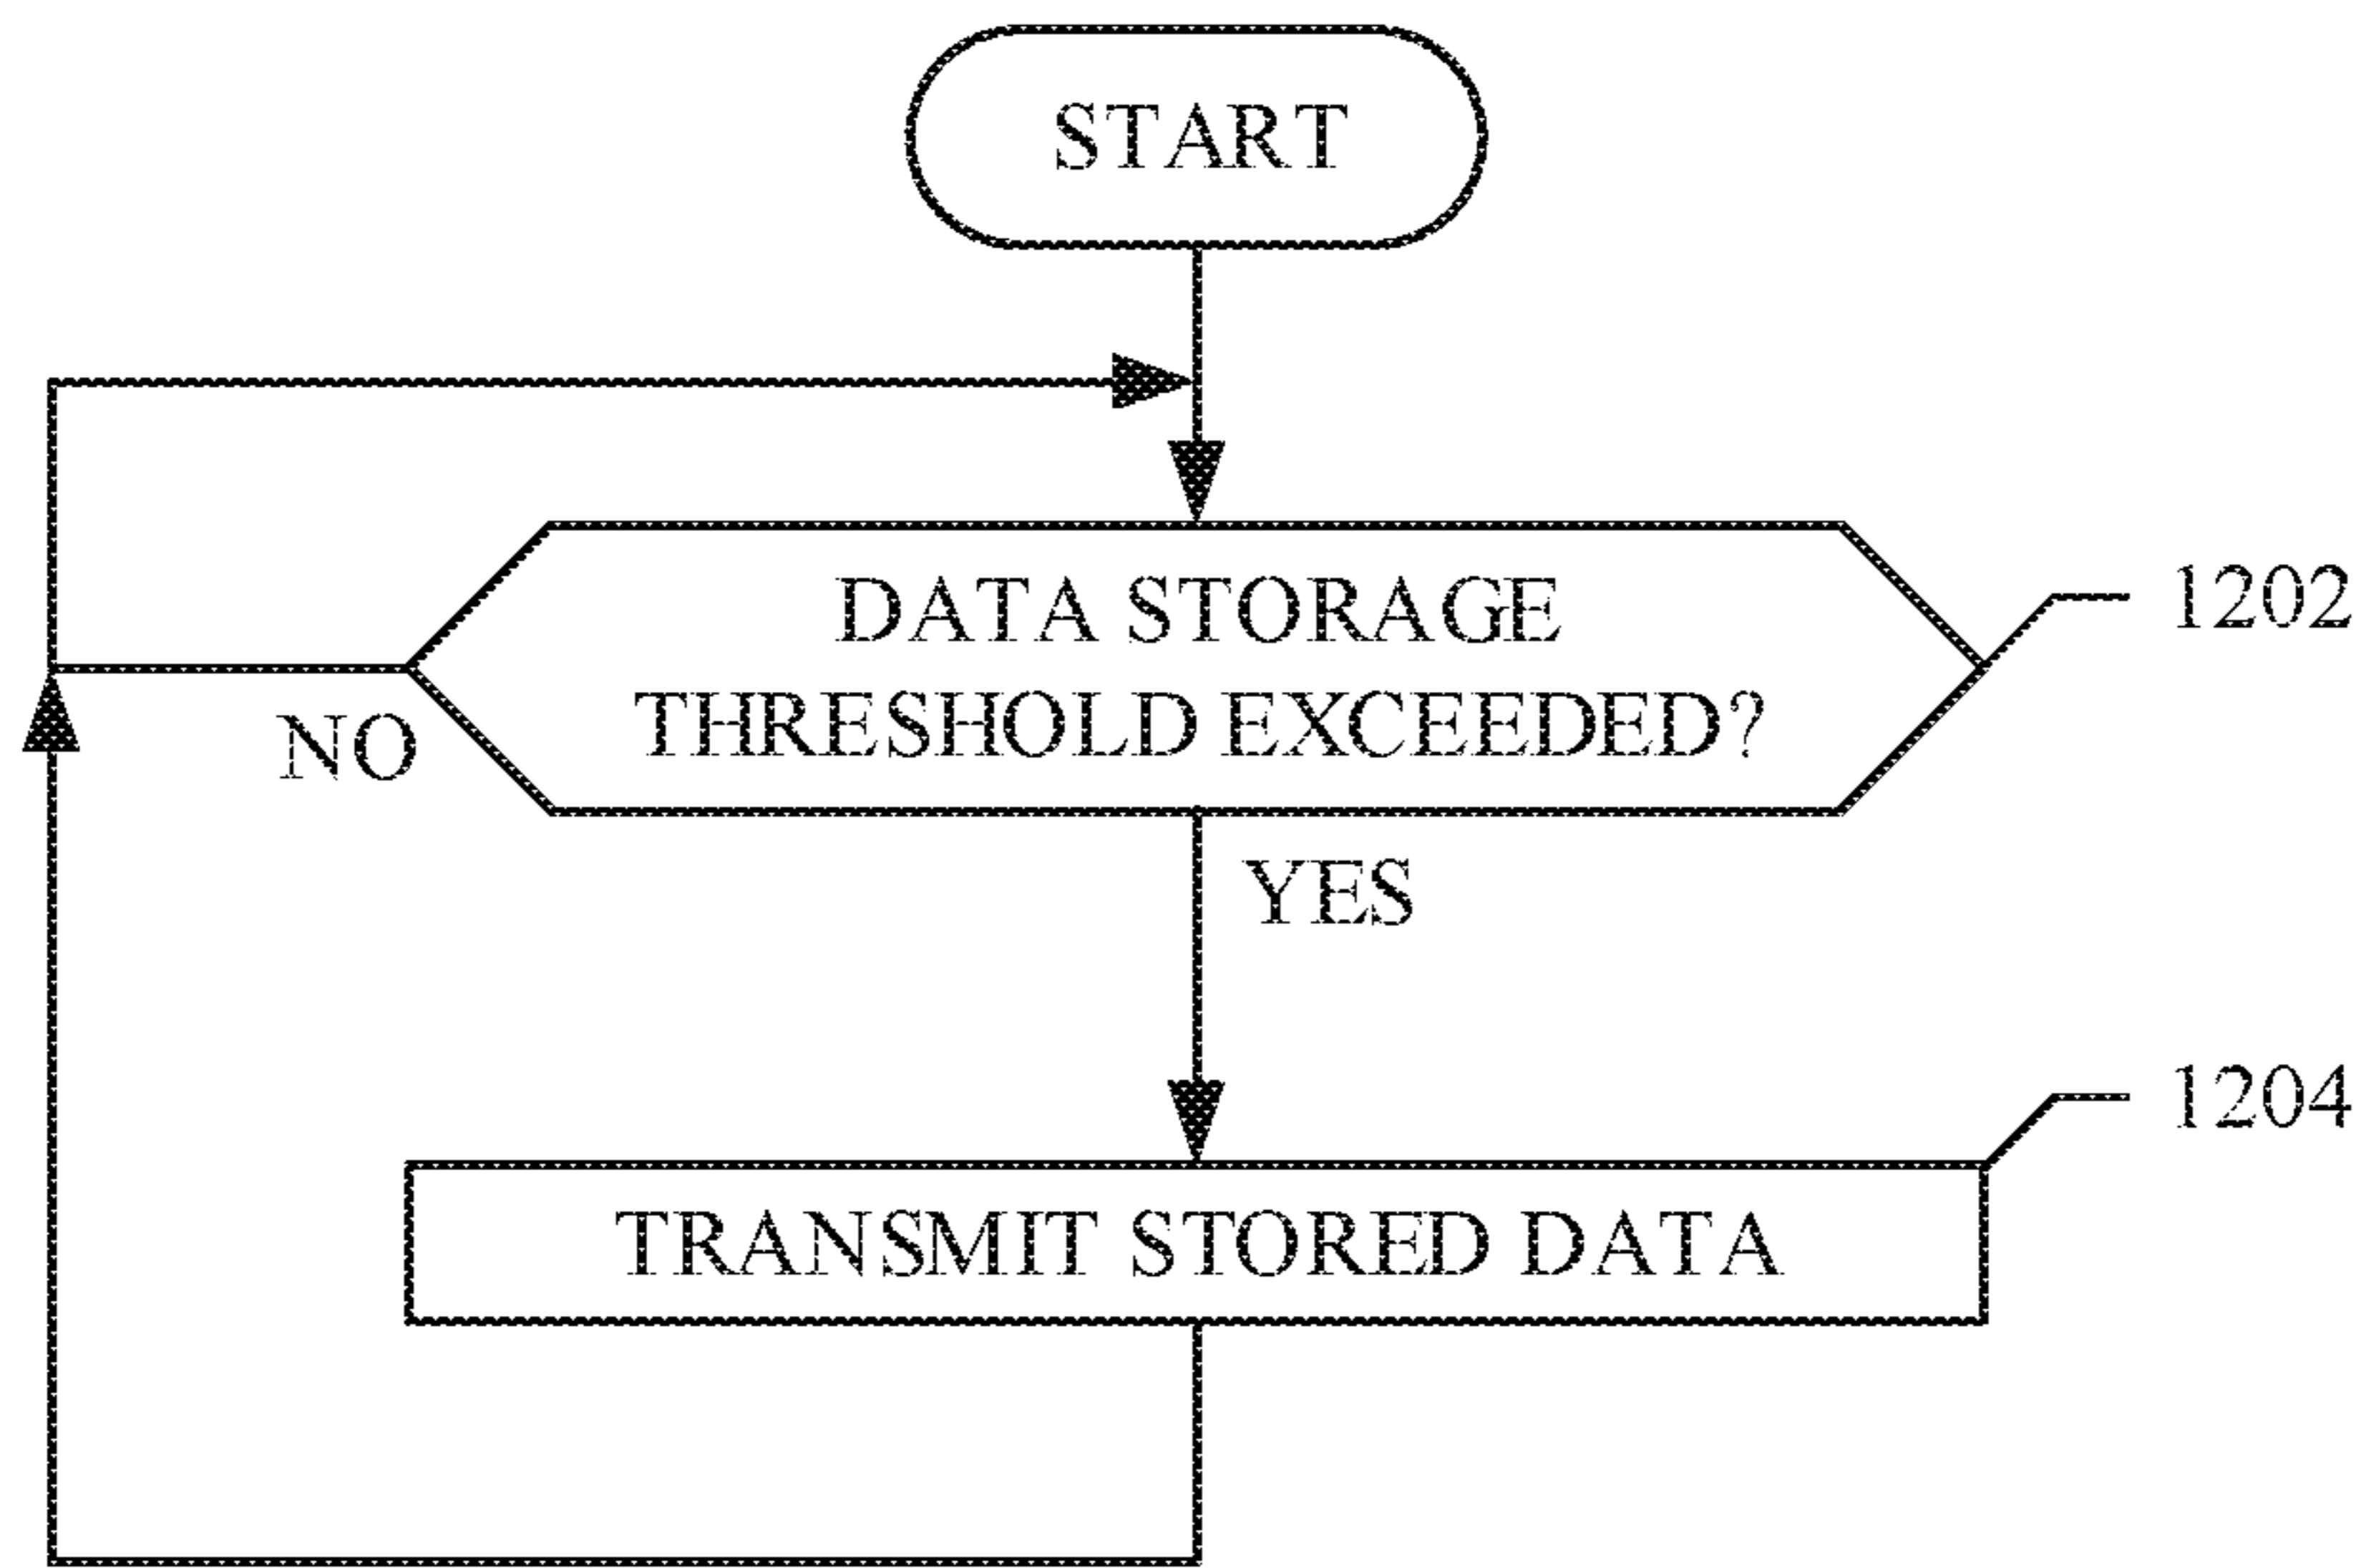 START
DATA STORAGE
THRESHOLD EXCEEDED?
1202
NO
YES
1204
TRANSMIT STORED DATA